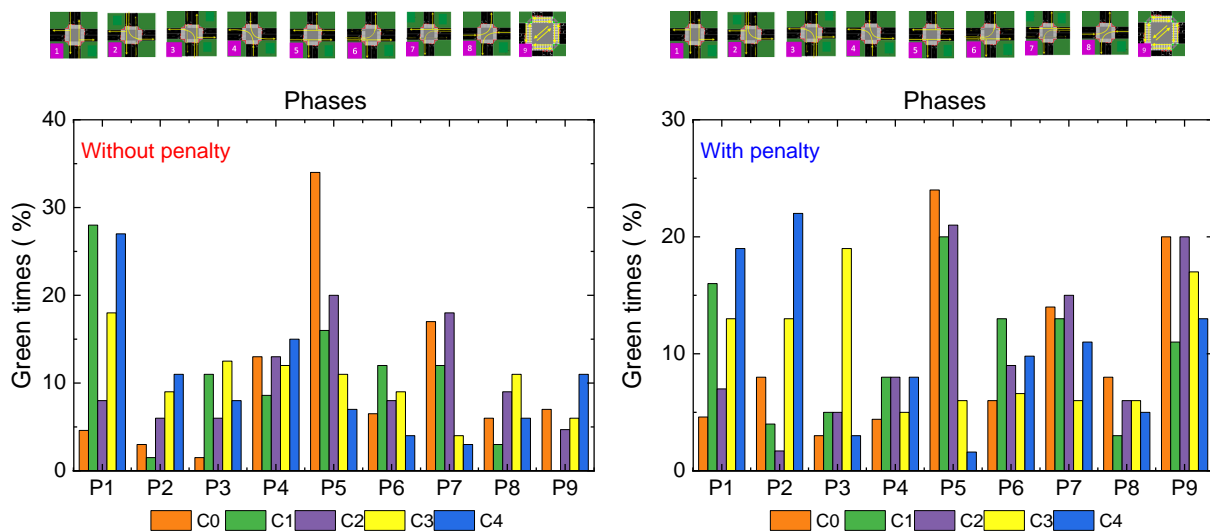 1 2 3 4 5 6 7 8 9
Phases
Without penalty
Green times ( %)
40
30
20
10
0
P1 P2 P3 P4 P5 P6 P7 P8 P9
C0 C1 C2 C3 C4
1 2 3 4 5 6 7 8 9
Phases
With penalty
Green times ( %)
30
20
10
0
P1 P2 P3 P4 P5 P6 P7 P8 P9
C0 C1 C2 C3 C4